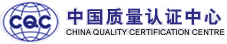 CQC
中国质量认证中心
CHINA QUALITY CERTIFICATION CENTRE